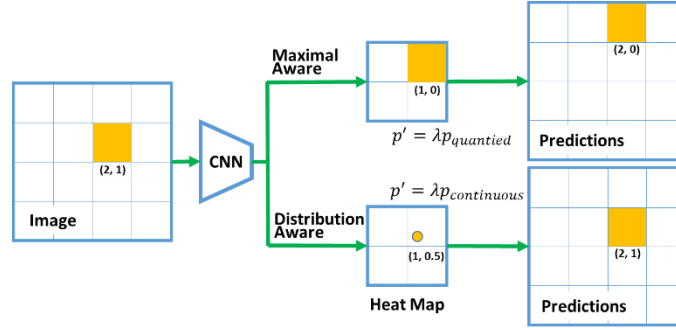 (2, 1)
Image
CNN
Maximal
Aware
(1, 0)
p' = λp_quantied
(2, 0)
Predictions
Distribution
Aware
p' = λp_continuous
(1, 0.5)
Heat Map
(2, 1)
Predictions